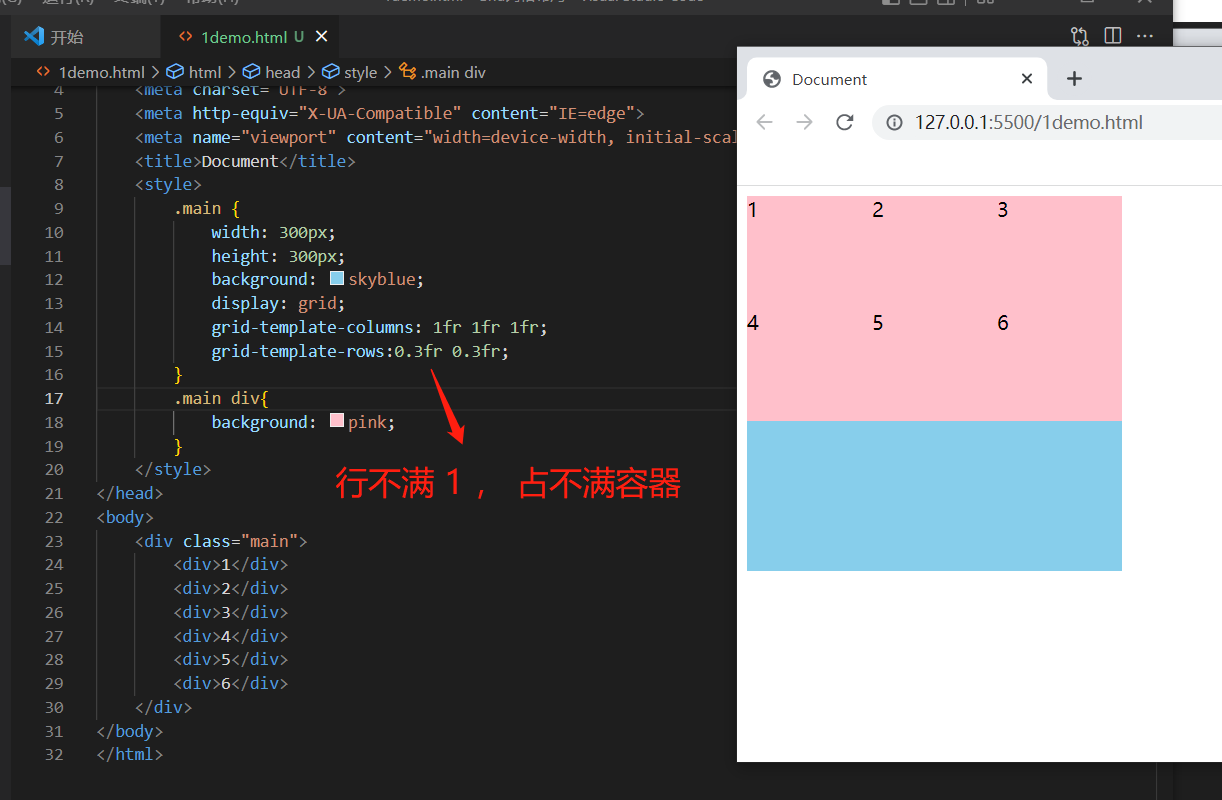 开始
1demo.html U
1demo.html > html > head > style > .main div
4 <meta charset="UTF-8">
5 <meta http-equiv="X-UA-Compatible" content="IE=edge">
6 <meta name="viewport" content="width=device-width, initial-scal
7 <title>Document</title>
8 <style>
9 .main {
10 width: 300px;
11 height: 300px;
12 background: skyblue;
13 display: grid;
14 grid-template-columns: 1fr 1fr 1fr;
15 grid-template-rows:0.3fr 0.3fr;
16 }
17 .main div{
18 background: pink;
19 }
20 </style>
21 </head>
22 <body>
23 <div class="main">
24 <div>1</div>
25 <div>2</div>
26 <div>3</div>
27 <div>4</div>
28 <div>5</div>
29 <div>6</div>
30 </div>
31 </body>
32 </html>
行不满 1 ， 占不满容器
Document
127.0.0.1:5500/1demo.html
1 2 3
4 5 6